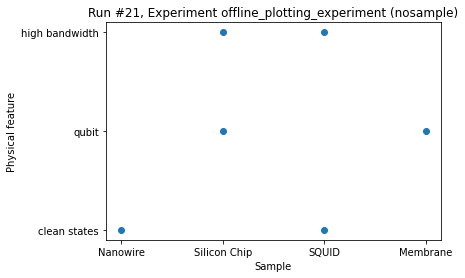 Run #21, Experiment offline_plotting_experiment (nosample)
high bandwidth
qubit
clean states
Physical feature
Nanowire Silicon Chip SQUID Membrane
Sample